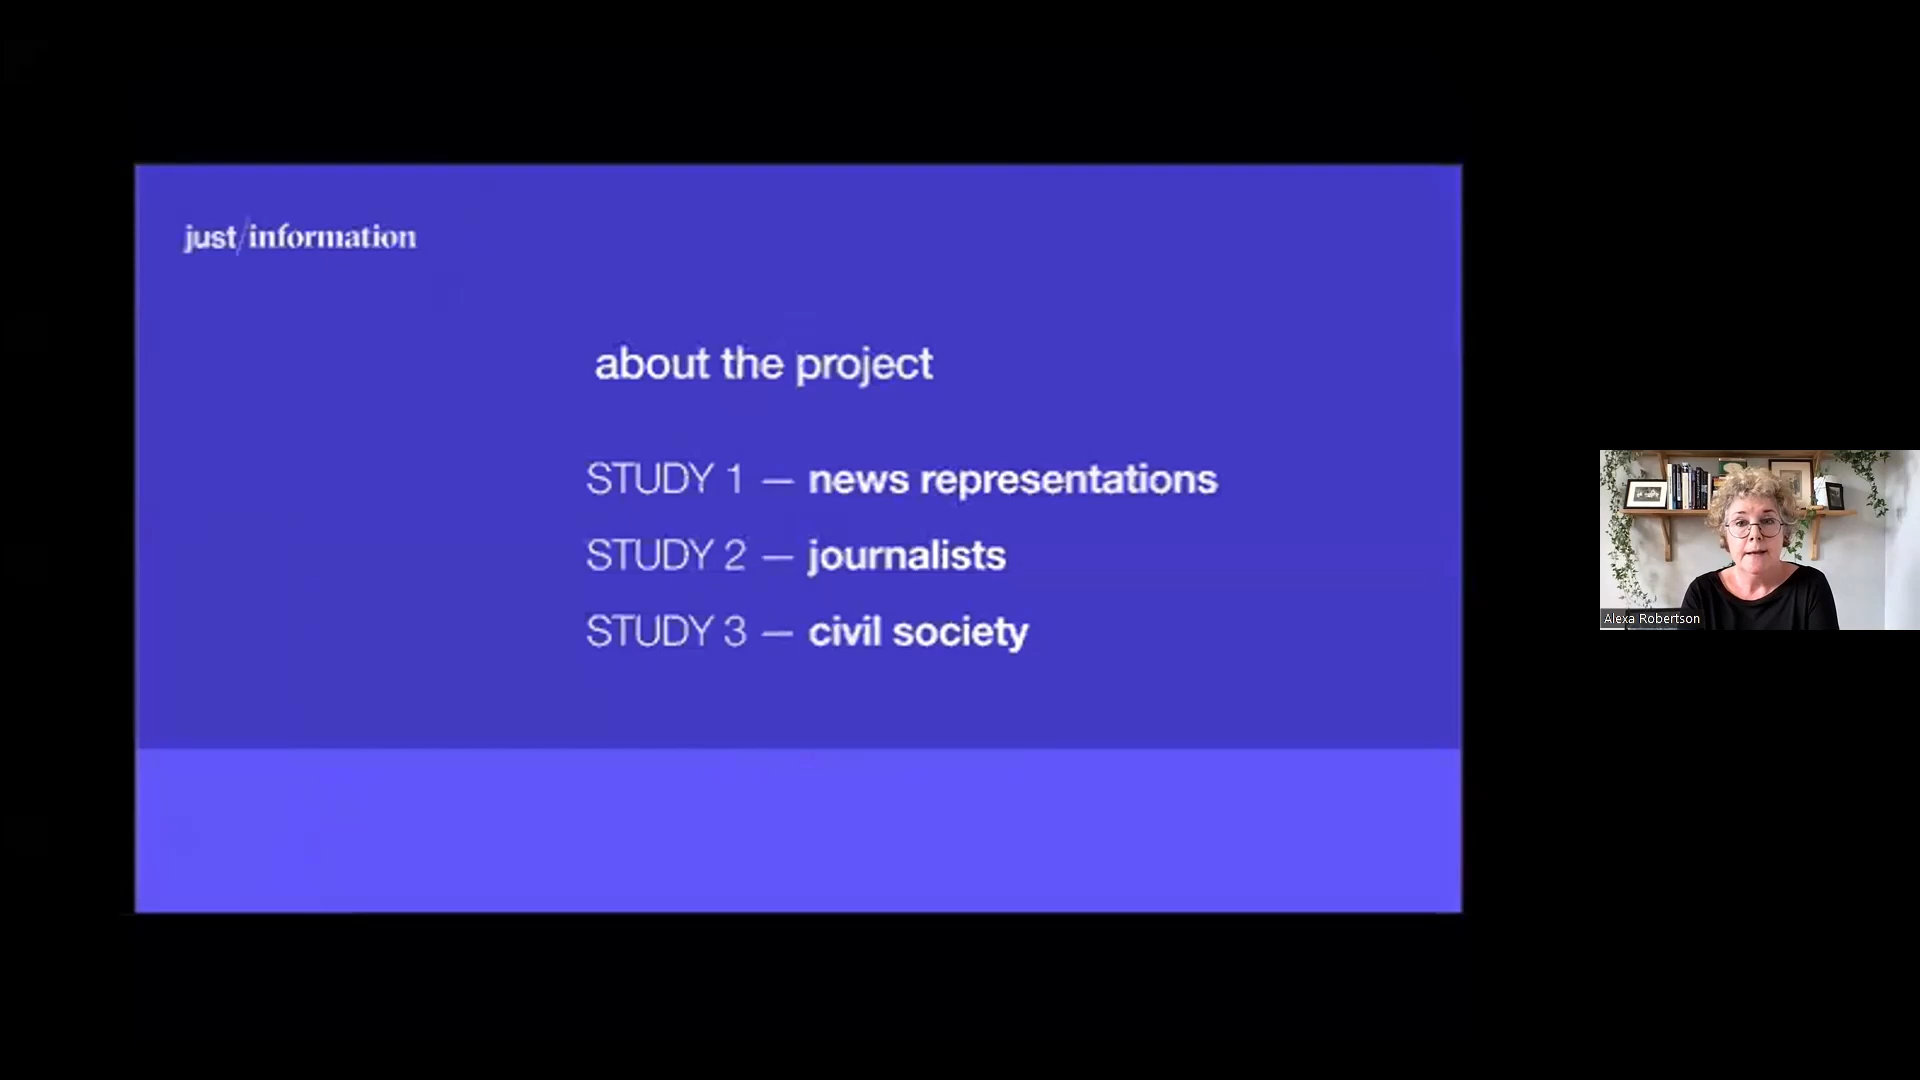 just/information
about the project
STUDY 1 — news representations
STUDY 2 — journalists
STUDY 3 — civil society
Alexa Robertson